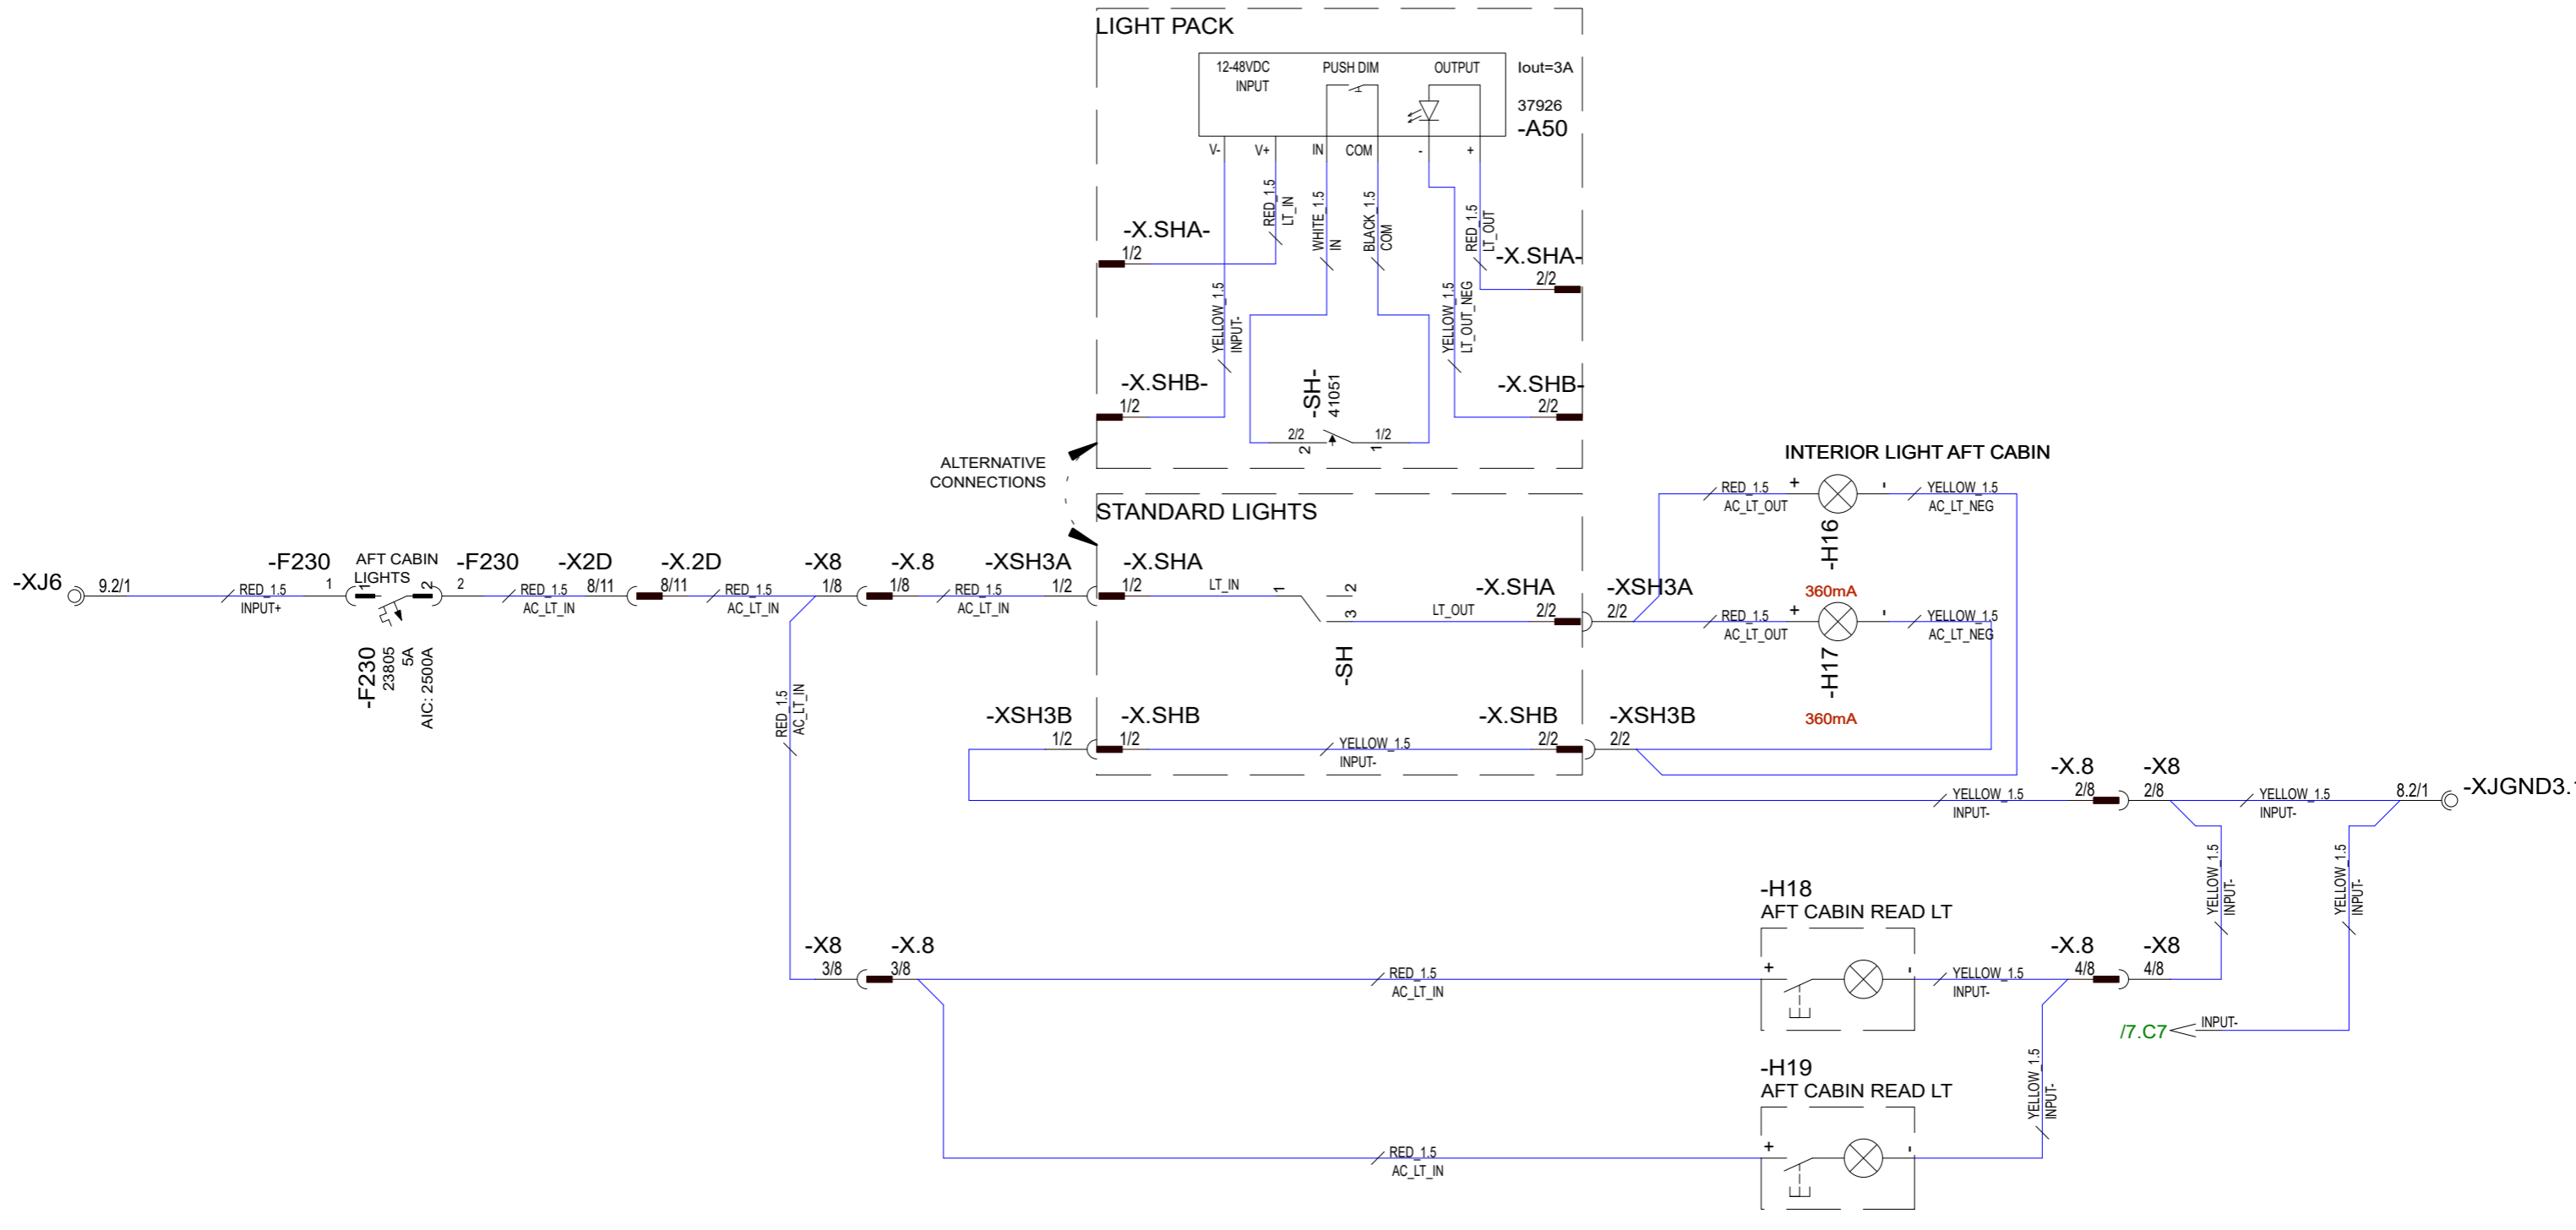 LIGHT PACK
12-48VDC
INPUT
PUSH DIM
OUTPUT
Iout=3A
37926
-A50
V-
V+
IN
COM
-
+
RED_1.5
LT_IN
WHITE_1.5
IN
BLACK_1.5
COM
RED_1.5
LT_OUT
-X.SHA-
1/2
-X.SHA-
2/2
YELLOW_1.5
INPUT-
YELLOW_1.5
LT_OUT_NEG
-X.SHB-
1/2
-SH-
41051
-X.SHB-
2/2
2/2
2
1/2
1
ALTERNATIVE
CONNECTIONS
INTERIOR LIGHT AFT CABIN
STANDARD LIGHTS
RED_1.5
AC_LT_OUT
+
-
YELLOW_1.5
AC_LT_NEG
-H16
360mA
-XJ6
9.2/1
RED_1.5
INPUT+
-F230
1
AFT CABIN
LIGHTS
1
2
-F230
2
RED_1.5
AC_LT_IN
-X2D
8/11
-X.2D
8/11
RED_1.5
AC_LT_IN
-X8
1/8
-X.8
1/8
RED_1.5
AC_LT_IN
-XSH3A
1/2
-X.SHA
1/2
LT_IN
1
2
3
LT_OUT
-SH
-X.SHA
2/2
-XSH3A
2/2
RED_1.5
AC_LT_OUT
+
-
YELLOW_1.5
AC_LT_NEG
-H17
360mA
-F230
23805
5A
AIC: 2500A
RED_1.5
AC_LT_IN
-XSH3B
1/2
-X.SHB
1/2
YELLOW_1.5
INPUT-
-X.SHB
2/2
-XSH3B
2/2
YELLOW_1.5
INPUT-
-X.8
2/8
-X8
2/8
YELLOW_1.5
INPUT-
8.2/1
-XJGND3.1
YELLOW_1.5
INPUT-
YELLOW_1.5
INPUT-
-H18
AFT CABIN READ LT
-X8
3/8
-X.8
3/8
RED_1.5
AC_LT_IN
+
-
YELLOW_1.5
INPUT-
-X.8
4/8
-X8
4/8
/7.C7
INPUT-
-H19
AFT CABIN READ LT
YELLOW_1.5
INPUT-
RED_1.5
AC_LT_IN
+
-